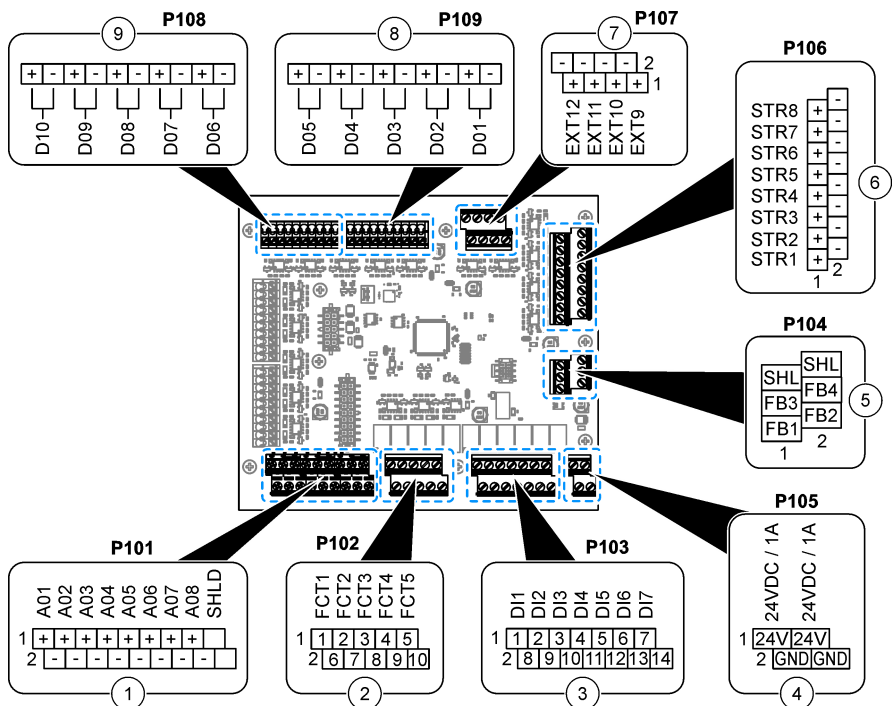 P108
9
+ - + - + - + - + -
D10 D09 D08 D07 D06
P109
8
+ - + - + - + - + -
D05 D04 D03 D02 D01
P107
7
- - - - 2
+ + + + 1
EXT12 EXT11 EXT10 EXT9
P106
STR8 + -
STR7 + -
STR6 + -
STR5 + -
STR4 + -
STR3 + -
STR2 + -
STR1 + -
1 2
6
P104
SHL SHL
FB3 FB4
FB1 FB2
1 2
5
P105
24VDC / 1A 24VDC / 1A
1 24V 24V
2 GND GND
4
P101
A01 A02 A03 A04 A05 A06 A07 A08 SHLD
1 + + + + + + + +
2 - - - - - - - -
1
P102
FCT1 FCT2 FCT3 FCT4 FCT5
1 1 2 3 4 5
2 6 7 8 9 10
2
P103
DI1 DI2 DI3 DI4 DI5 DI6 DI7
1 1 2 3 4 5 6 7
2 8 9 10 11 12 13 14
3